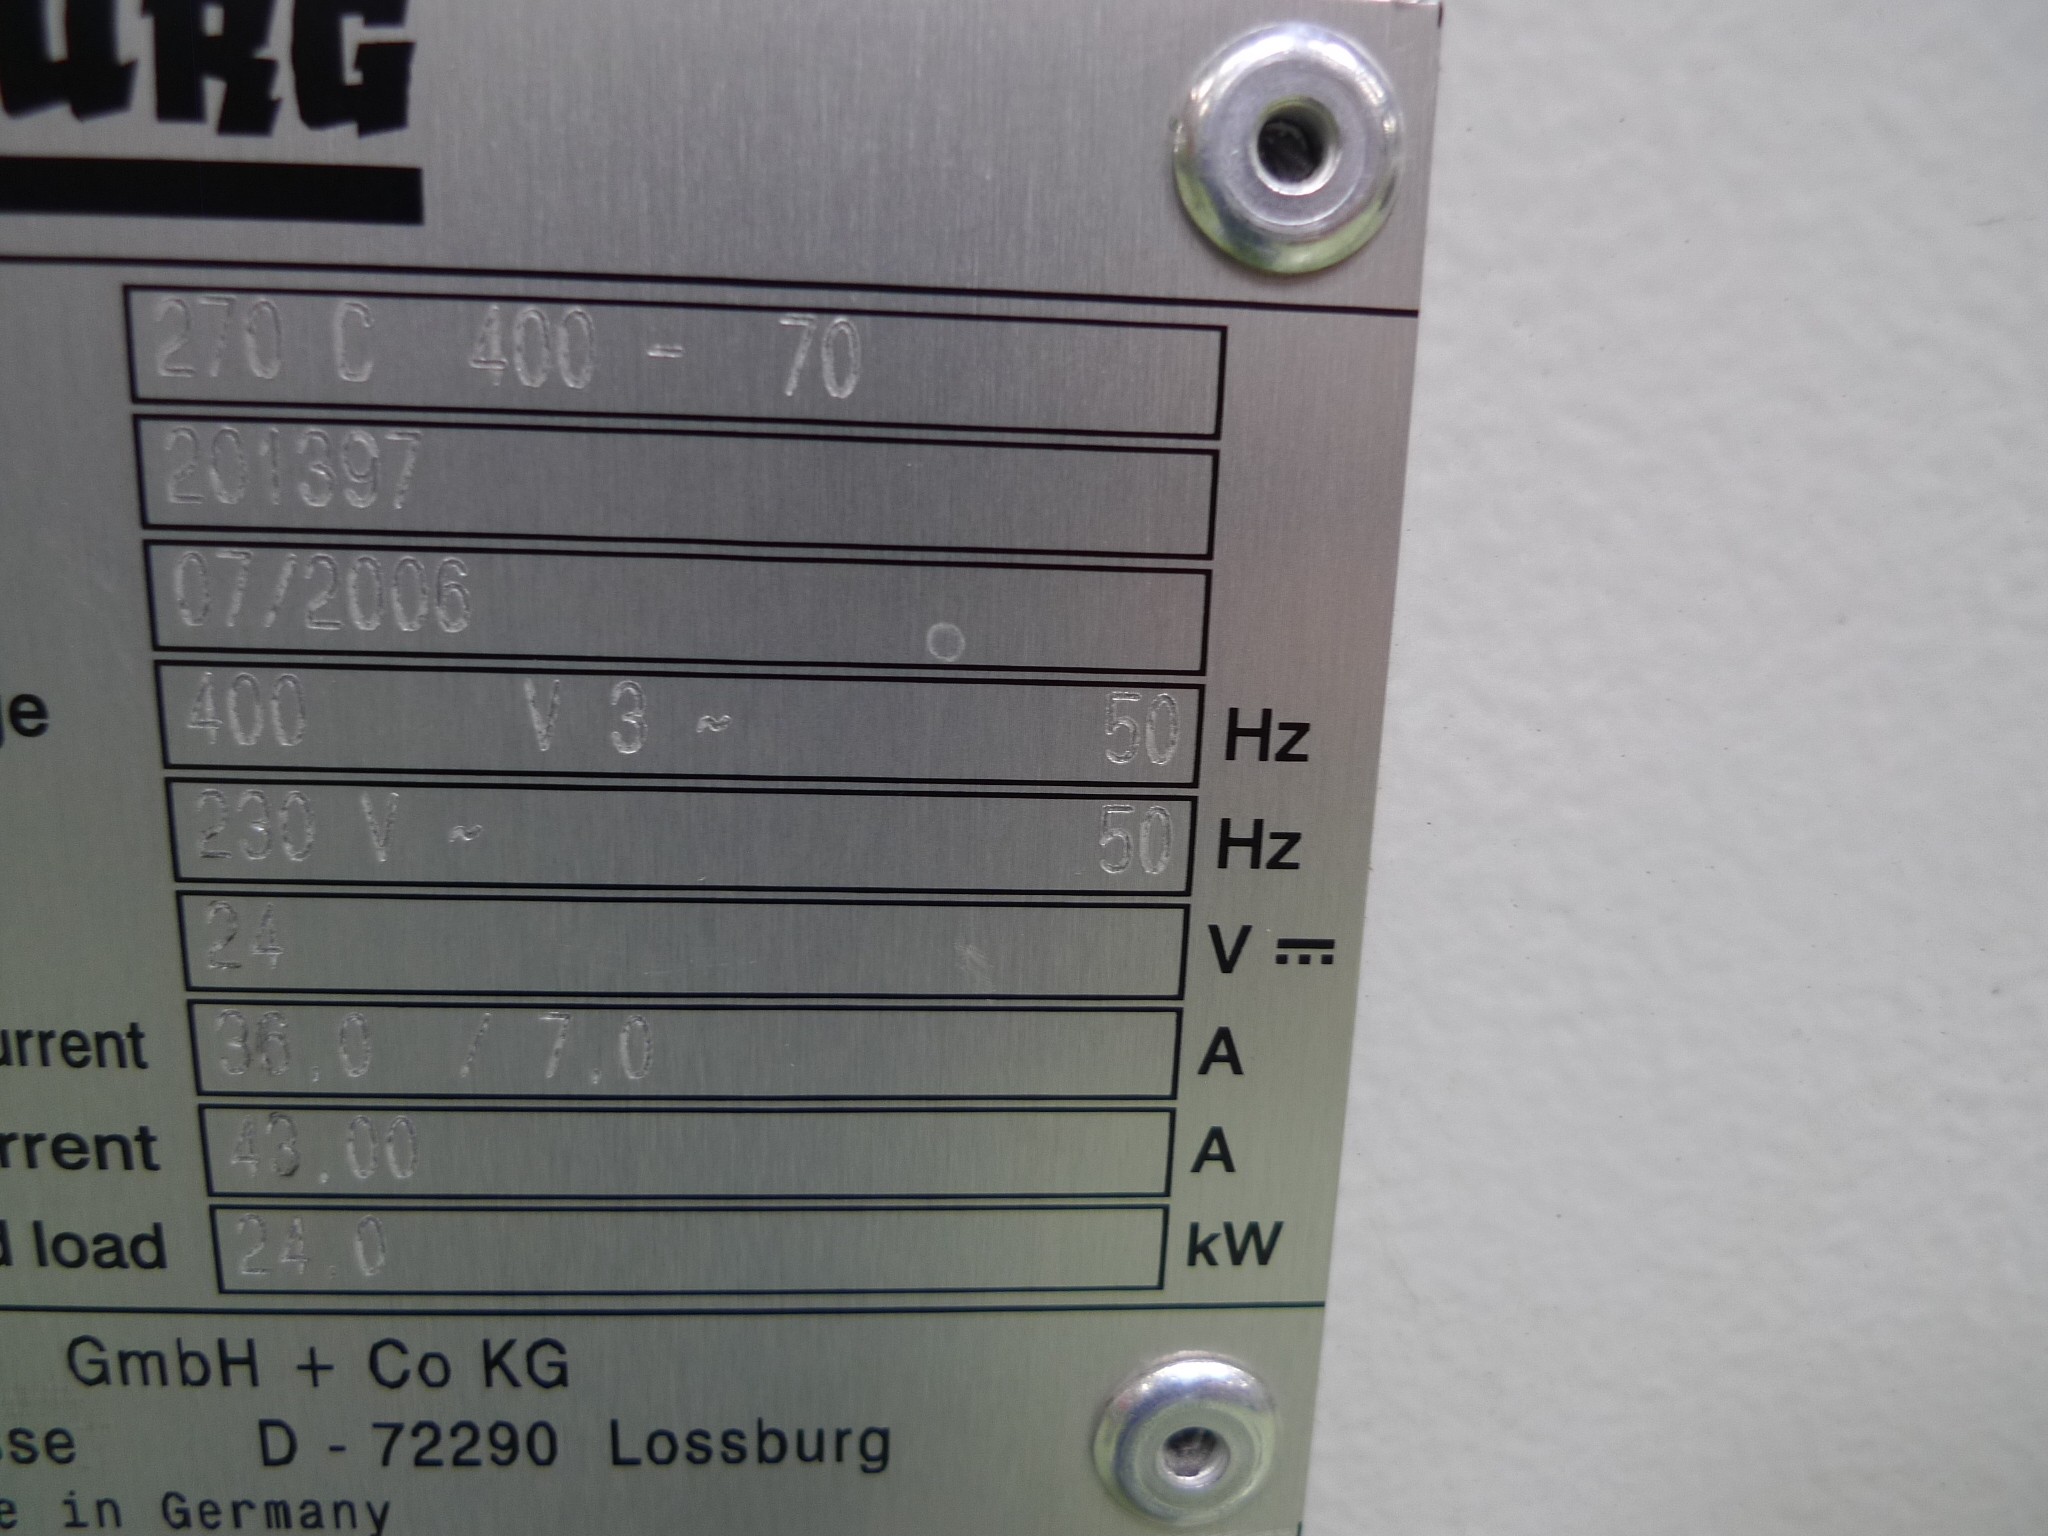 URG
270 C 400 - 70
201397
07/2006
ge 400 V 3 ~ 50 Hz
230 V ~ 50 Hz
24 V ⎓
urrent 36.0 / 7.0 A
rrent 43.00 A
d load 24.0 kW
GmbH + Co KG
sse D - 72290 Lossburg
e in Germany